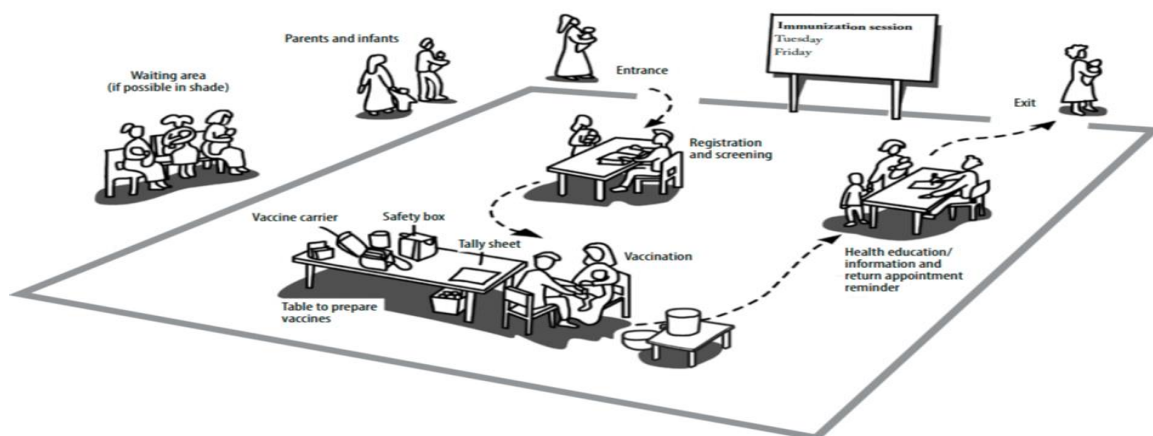 Immunization session
Tuesday
Friday
Parents and infants
Waiting area
(if possible in shade)
Entrance
Exit
Registration
and screening
Vaccine carrier
Safety box
Tally sheet
Vaccination
Table to prepare
vaccines
Health education/
information and
return appointment
reminder